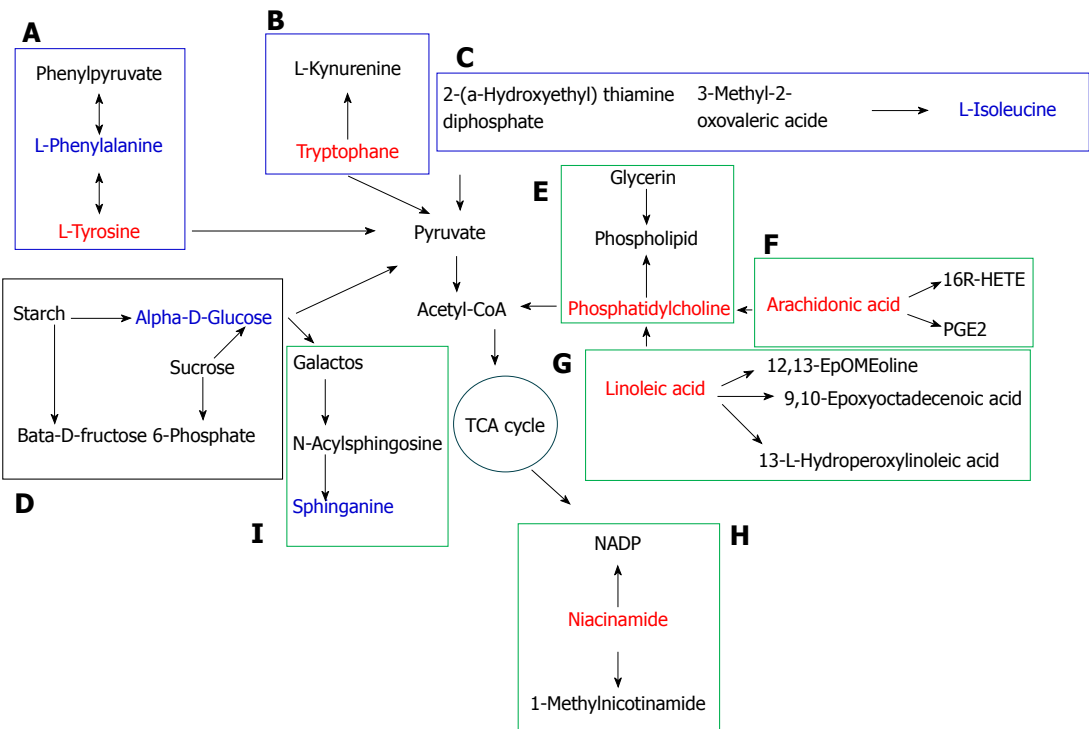 A
Phenylpyruvate
L-Phenylalanine
L-Tyrosine
B
L-Kynurenine
Tryptophane
C
2-(a-Hydroxyethyl) thiamine
diphosphate
3-Methyl-2-
oxovaleric acide
L-Isoleucine
Pyruvate
Acetyl-CoA
TCA cycle
E
Glycerin
Phospholipid
Phosphatidylcholine
F
Arachidonic acid
16R-HETE
PGE2
G
Linoleic acid
12,13-EpOMEoline
9,10-Epoxyoctadecenoic acid
13-L-Hydroperoxylinoleic acid
Starch
Alpha-D-Glucose
Sucrose
Bata-D-fructose 6-Phosphate
D
Galactos
N-Acylsphingosine
Sphinganine
I
H
NADP
Niacinamide
1-Methylnicotinamide